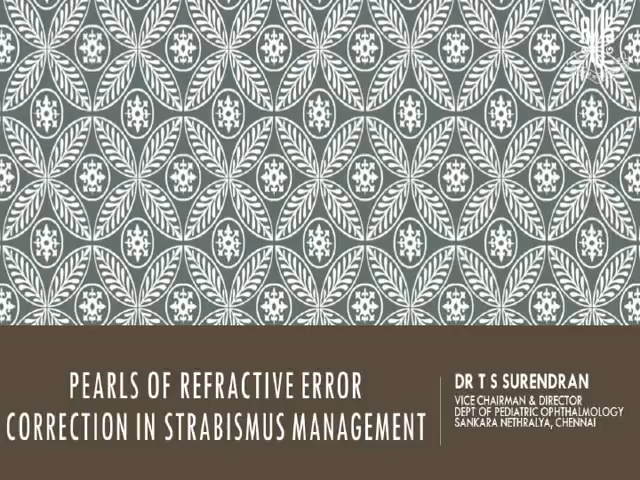 PEARLS OF REFRACTIVE ERROR
CORRECTION IN STRABISMUS MANAGEMENT
DR T S SURENDRAN
VICE CHAIRMAN & DIRECTOR
DEPT OF PEDIATRIC OPHTHALMOLOGY
SANKARA NETHRALYA, CHENNAI